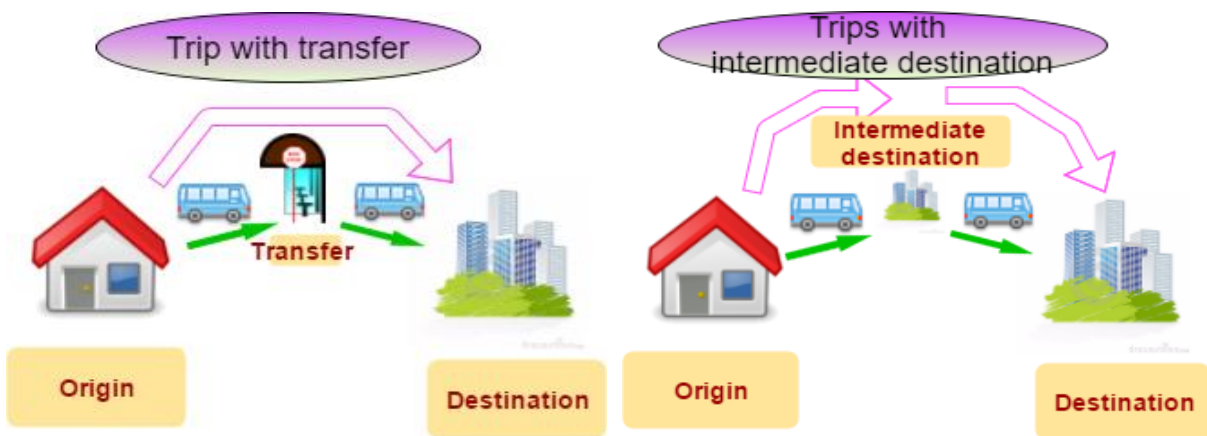 Trip with transfer
Trips with
intermediate destination
Intermediate
destination
Transfer
Origin
Destination
Origin
Destination